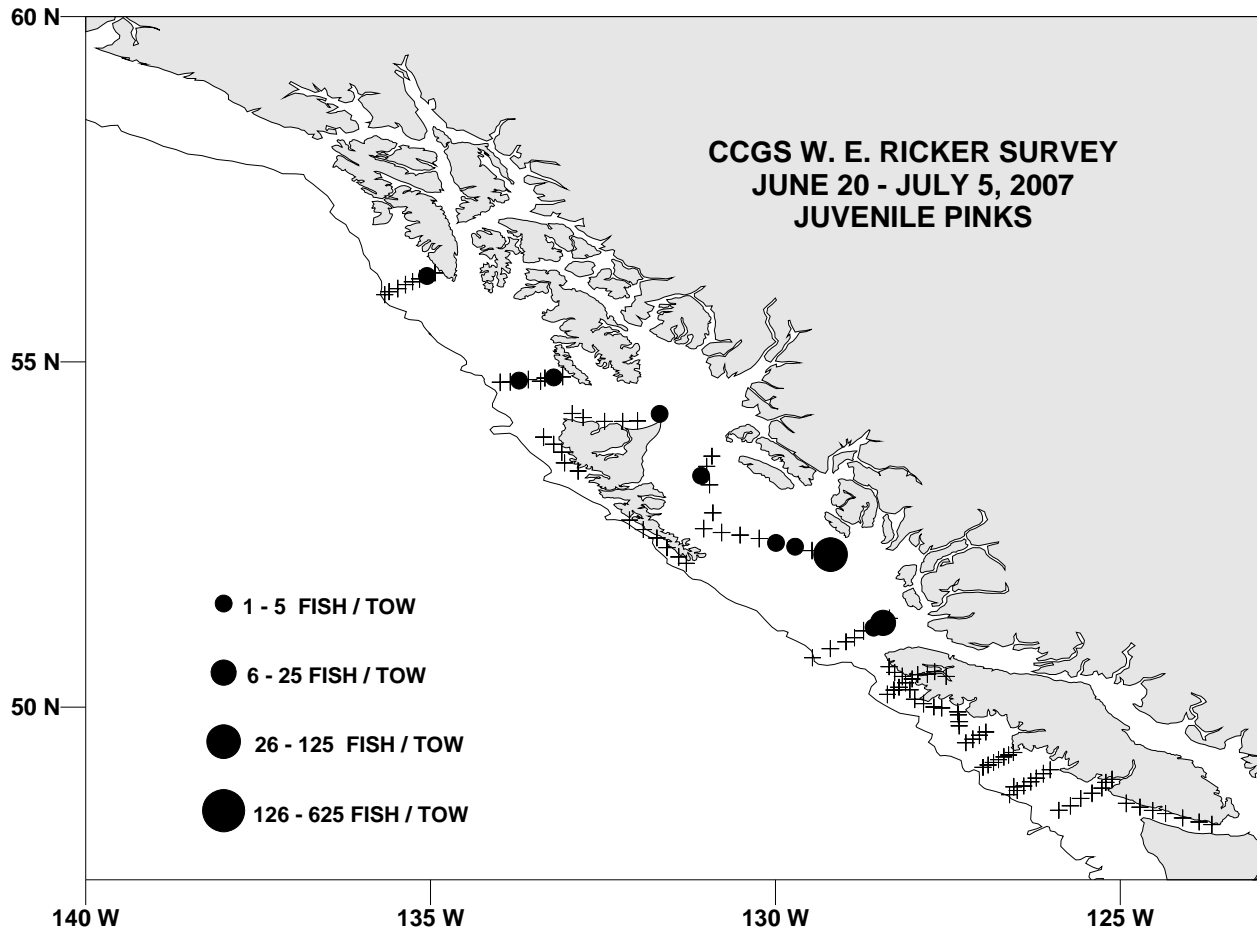 60 N
CCGS W. E. RICKER SURVEY
JUNE 20 - JULY 5, 2007
JUVENILE PINKS
55 N
1 - 5 FISH / TOW
6 - 25 FISH / TOW
50 N
26 - 125 FISH / TOW
126 - 625 FISH / TOW
140 W
135 W
130 W
125 W